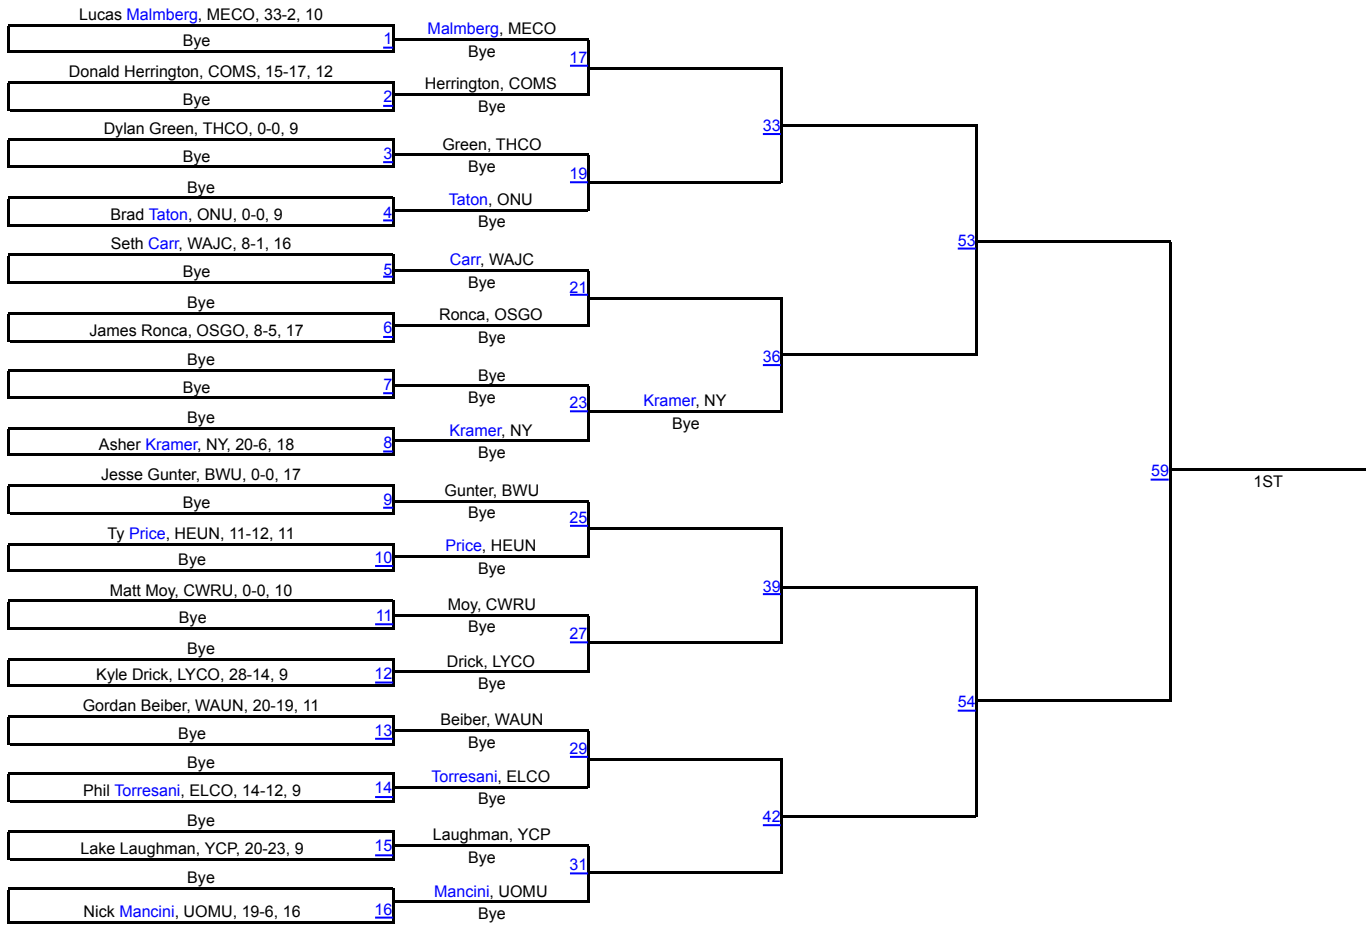 Lucas Malmberg, MECO, 33-2, 10
Bye
1
Donald Herrington, COMS, 15-17, 12
Bye
2
Dylan Green, THCO, 0-0, 9
Bye
3
Bye
Brad Taton, ONU, 0-0, 9
4
Seth Carr, WAJC, 8-1, 16
Bye
5
Bye
James Ronca, OSGO, 8-5, 17
6
Bye
Bye
7
Bye
Asher Kramer, NY, 20-6, 18
8
Jesse Gunter, BWU, 0-0, 17
Bye
9
Ty Price, HEUN, 11-12, 11
Bye
10
Matt Moy, CWRU, 0-0, 10
Bye
11
Bye
Kyle Drick, LYCO, 28-14, 9
12
Gordan Beiber, WAUN, 20-19, 11
Bye
13
Bye
Phil Torresani, ELCO, 14-12, 9
14
Bye
Lake Laughman, YCP, 20-23, 9
15
Bye
Nick Mancini, UOMU, 19-6, 16
16
Malmberg, MECO
Bye
17
Herrington, COMS
Bye
Green, THCO
Bye
19
Taton, ONU
Bye
Carr, WAJC
Bye
21
Ronca, OSGO
Bye
Bye
Bye
23
Kramer, NY
Bye
Gunter, BWU
Bye
25
Price, HEUN
Bye
Moy, CWRU
Bye
27
Drick, LYCO
Bye
Beiber, WAUN
Bye
29
Torresani, ELCO
Bye
Laughman, YCP
Bye
31
Mancini, UOMU
Bye
33
36
Kramer, NY
Bye
39
42
53
54
59
1ST